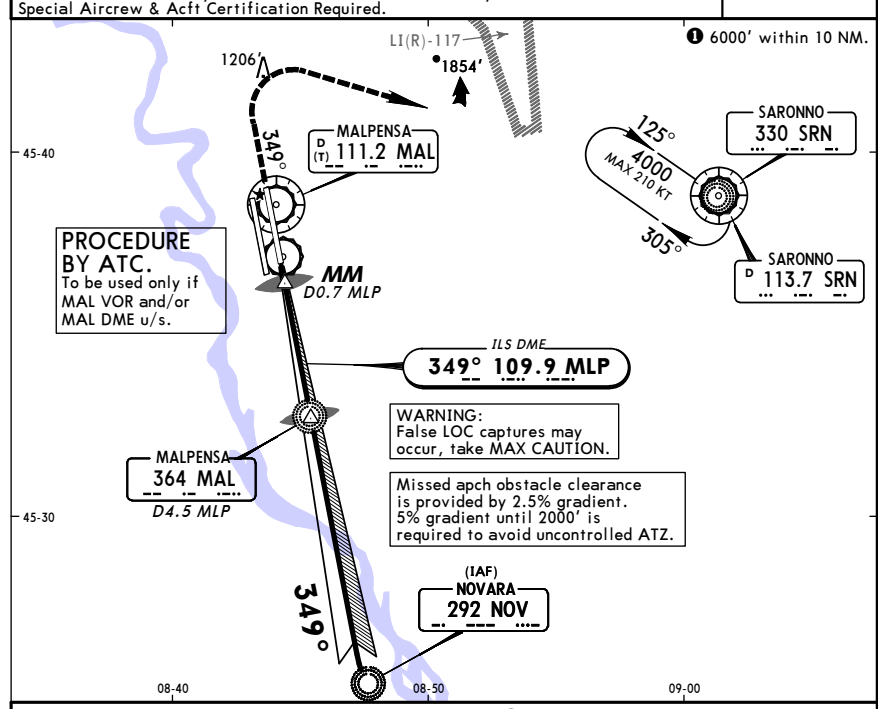 Special Aircrew & Acft Certification Required.
LI(R)-117
1 6000' within 10 NM.
1206'
1854'
349°
MALPENSA
D
(T) 111.2 MAL
SARONNO
330 SRN
125°
4000
MAX 210 KT
305°
SARONNO
D 113.7 SRN
45-40
PROCEDURE
BY ATC.
To be used only if
MAL VOR and/or
MAL DME u/s.
MM
D0.7 MLP
ILS DME
349° 109.9 MLP
WARNING:
False LOC captures may
occur, take MAX CAUTION.
MALPENSA
364 MAL
D4.5 MLP
Missed apch obstacle clearance
is provided by 2.5% gradient.
5% gradient until 2000' is
required to avoid uncontrolled ATZ.
45-30
349°
(IAF)
NOVARA
292 NOV
08-40
08-50
09-00